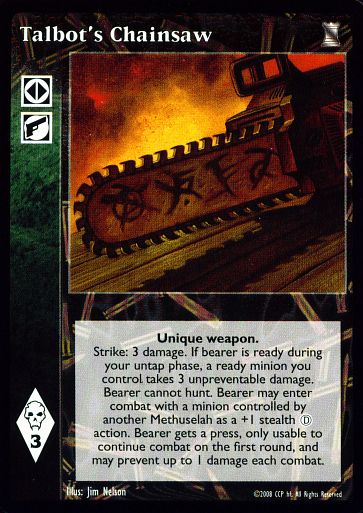 Talbot's Chainsaw
Unique weapon.
Strike: 3 damage. If bearer is ready during
your untap phase, a ready minion you
control takes 3 unpreventable damage.
Bearer cannot hunt. Bearer may enter
combat with a minion controlled by
another Methuselah as a +1 stealth Ⓓ
action. Bearer gets a press, only usable to
continue combat on the first round, and
may prevent up to 1 damage each combat.
3
Illus: Jim Nelson
©2008 CCP hf. All Rights Reserved